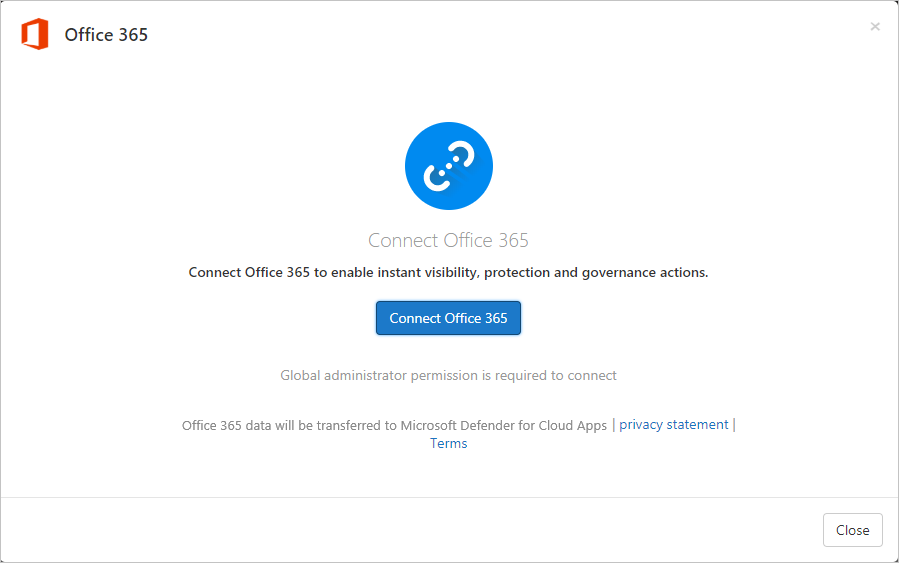 Office 365
×
Connect Office 365
Connect Office 365 to enable instant visibility, protection and governance actions.
Connect Office 365
Global administrator permission is required to connect
Office 365 data will be transferred to Microsoft Defender for Cloud Apps | privacy statement |
Terms
Close